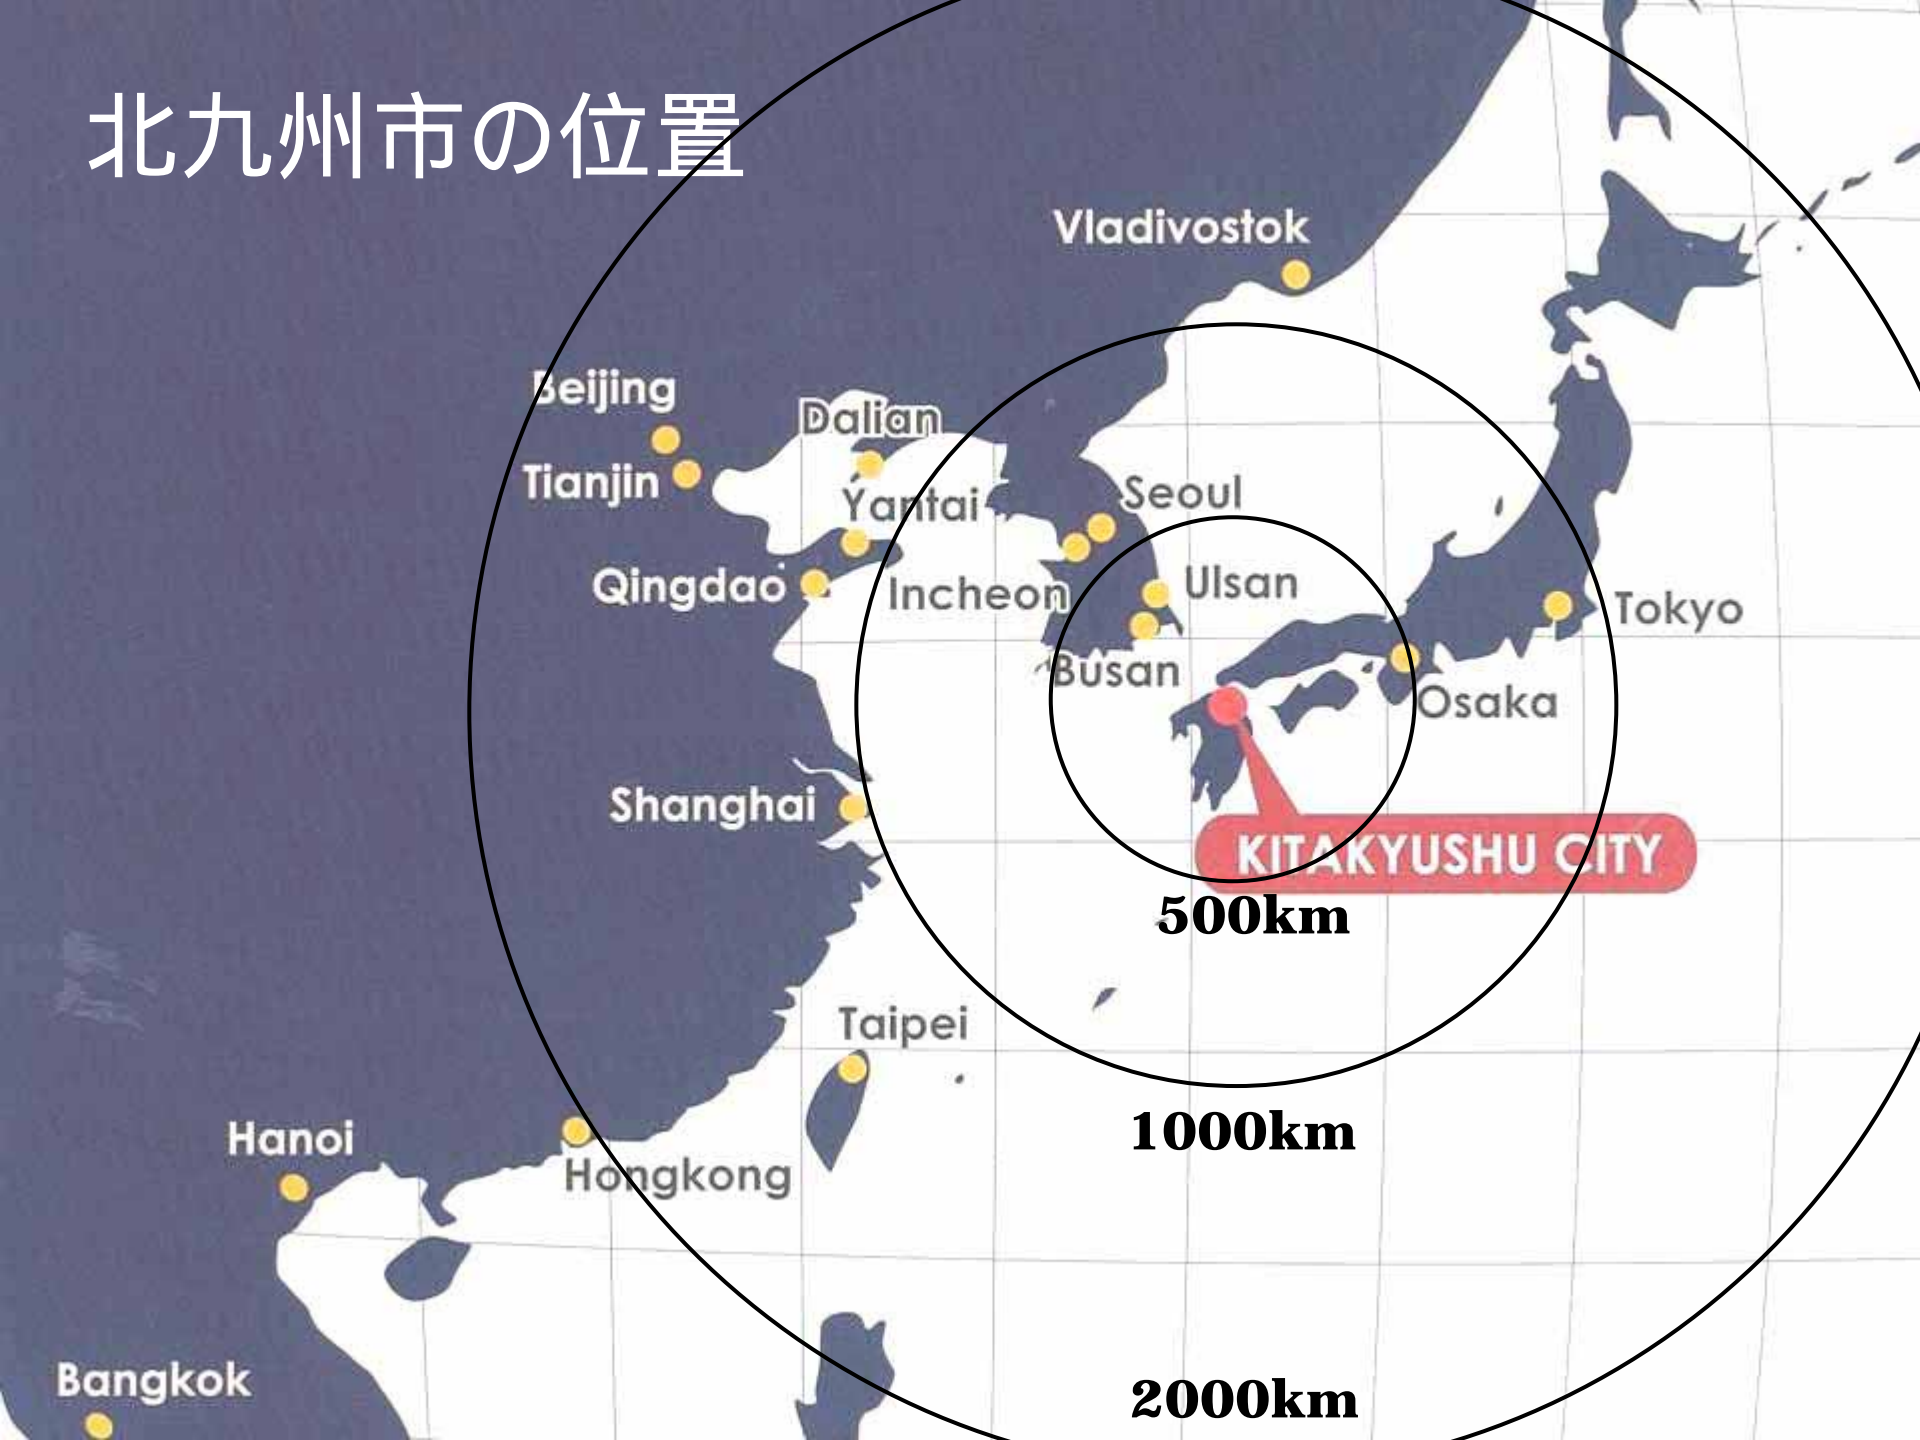 北九州市の位置
Vladivostok
Beijing
Dalian
Tianjin
Yantai
Seoul
Qingdao
Incheon
Ulsan
Tokyo
Busan
Osaka
Shanghai
KITAKYUSHU CITY
500km
Taipei
1000km
Hanoi
Hongkong
Bangkok
2000km